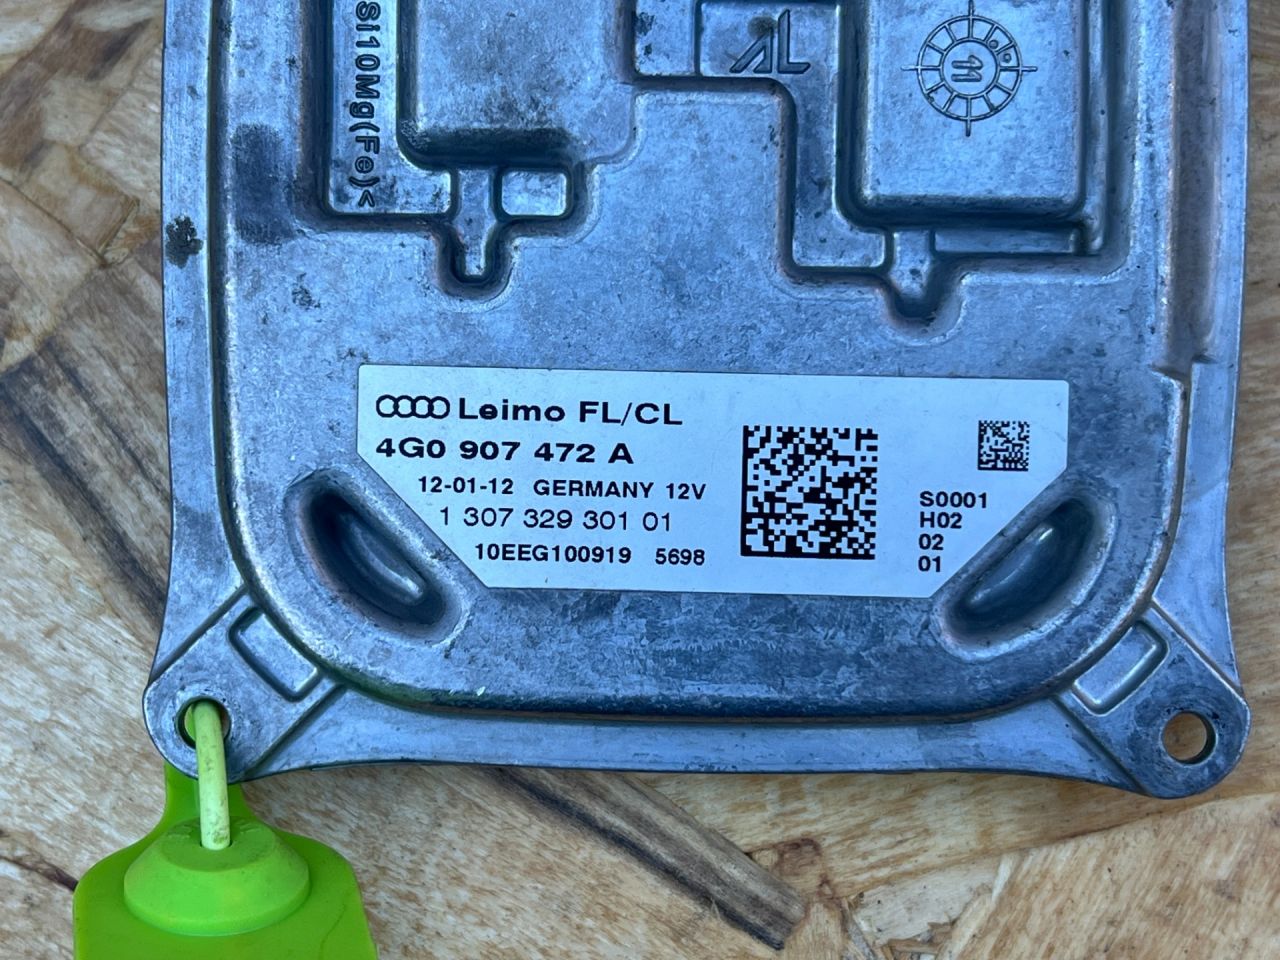 Si10Mg(Fe)<
AL
11
Leimo FL/CL
4G0 907 472 A
12-01-12 GERMANY 12V
1 307 329 301 01
10EEG100919 5698
S0001
H02
02
01